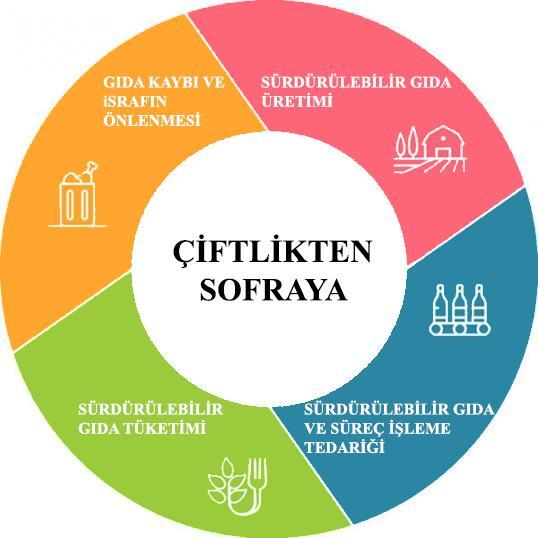 GIDA KAYBI VE
iSRAFIN
ÖNLENMESİ
SÜRDÜRÜLEBİLİR GIDA
ÜRETİMİ
ÇİFTLİKTEN
SOFRAYA
SÜRDÜRÜLEBİLİR
GIDA TÜKETİMİ
SÜRDÜRÜLEBİLİR GIDA
VE SÜREÇ İŞLEME
TEDARİĞİ